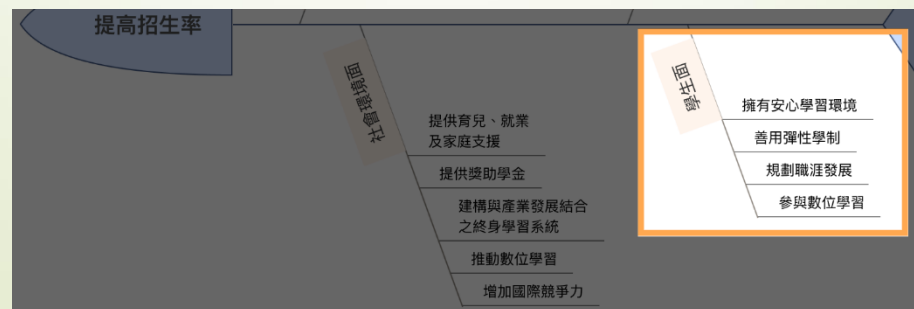 提高招生率
社會環境面
提供育兒、就業
及家庭支援
提供獎助學金
建構與產業發展結合
之終身學習系統
推動數位學習
增加國際競爭力
學生面
擁有安心學習環境
善用彈性學制
規劃職涯發展
參與數位學習